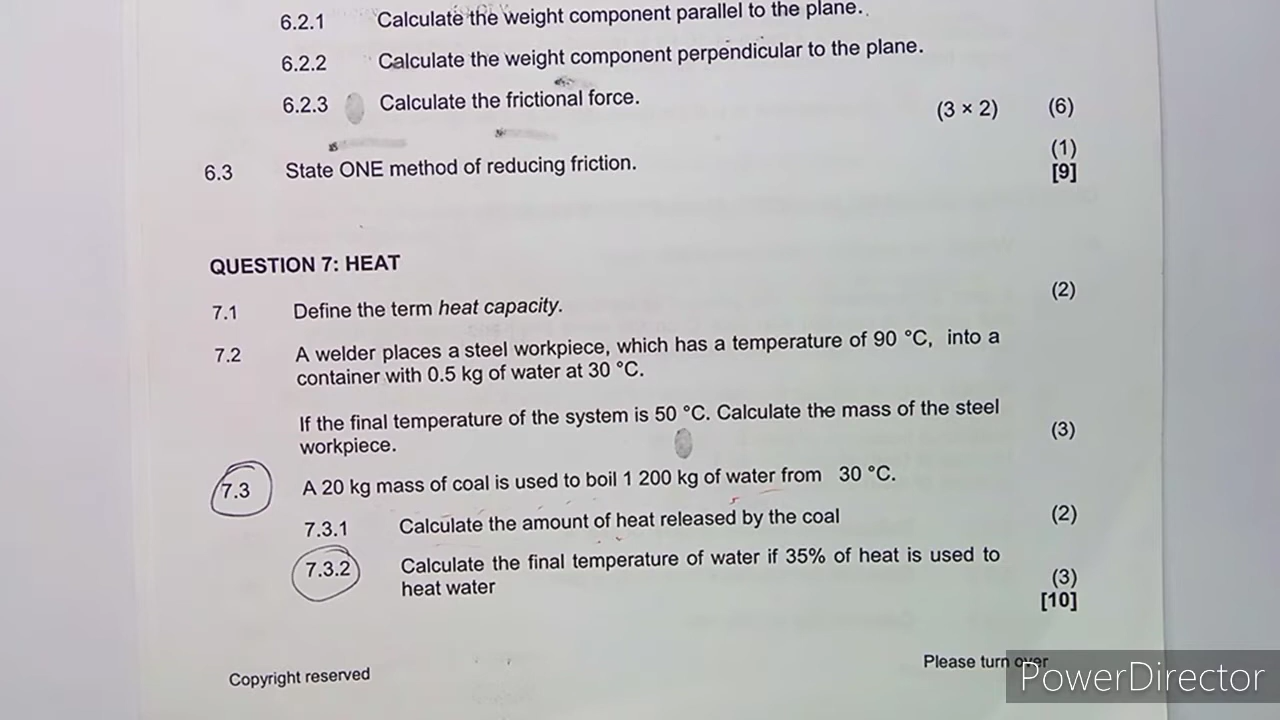 6.2.1 Calculate the weight component parallel to the plane.
6.2.2 Calculate the weight component perpendicular to the plane.
6.2.3 Calculate the frictional force. (3 × 2) (6)
6.3 State ONE method of reducing friction. (1)
[9]
QUESTION 7: HEAT
7.1 Define the term heat capacity. (2)
7.2 A welder places a steel workpiece, which has a temperature of 90 °C, into a
container with 0.5 kg of water at 30 °C.
If the final temperature of the system is 50 °C. Calculate the mass of the steel
workpiece. (3)
7.3 A 20 kg mass of coal is used to boil 1 200 kg of water from 30 °C.
7.3.1 Calculate the amount of heat released by the coal (2)
7.3.2 Calculate the final temperature of water if 35% of heat is used to
heat water (3)
[10]
Copyright reserved Please turn over
PowerDirector